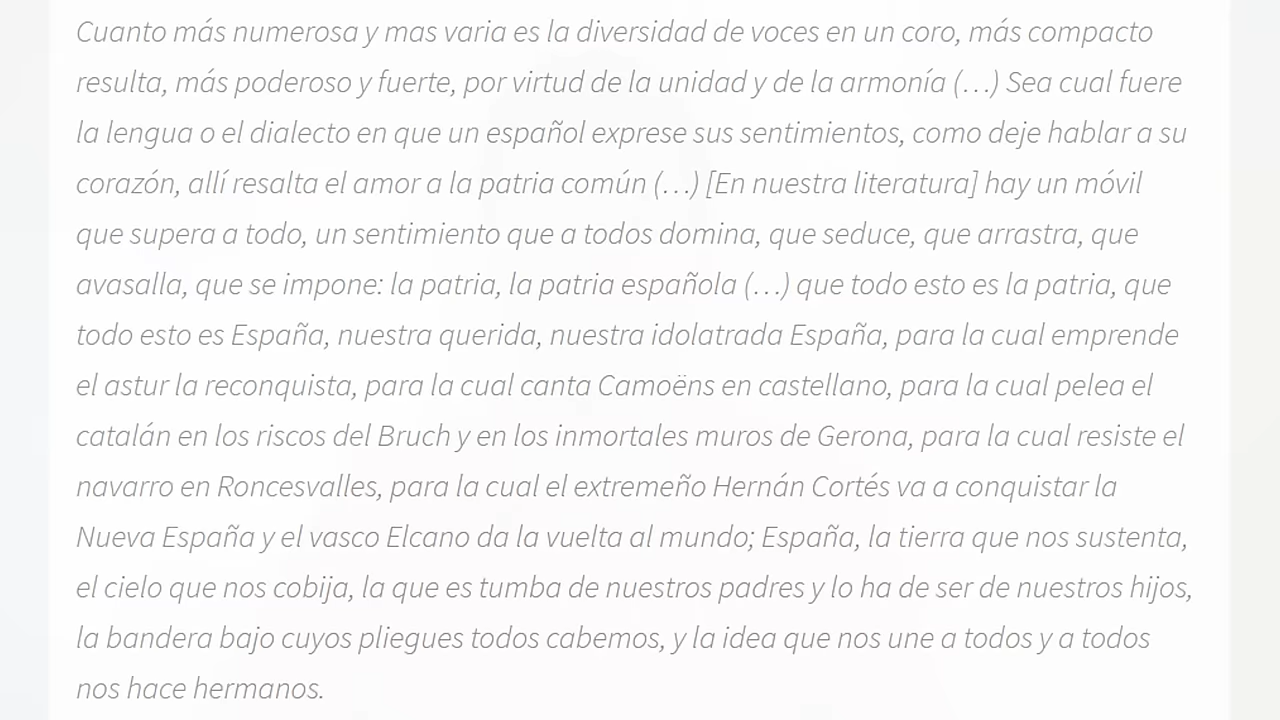 Cuanto más numerosa y mas varia es la diversidad de voces en un coro, más compacto
resulta, más poderoso y fuerte, por virtud de la unidad y de la armonía (…) Sea cual fuere
la lengua o el dialecto en que un español exprese sus sentimientos, como deje hablar a su
corazón, allí resalta el amor a la patria común (…) [En nuestra literatura] hay un móvil
que supera a todo, un sentimiento que a todos domina, que seduce, que arrastra, que
avasalla, que se impone: la patria, la patria española (…) que todo esto es la patria, que
todo esto es España, nuestra querida, nuestra idolatrada España, para la cual emprende
el astur la reconquista, para la cual canta Camoëns en castellano, para la cual pelea el
catalán en los riscos del Bruch y en los inmortales muros de Gerona, para la cual resiste el
navarro en Roncesvalles, para la cual el extremeño Hernán Cortés va a conquistar la
Nueva España y el vasco Elcano da la vuelta al mundo; España, la tierra que nos sustenta,
el cielo que nos cobija, la que es tumba de nuestros padres y lo ha de ser de nuestros hijos,
la bandera bajo cuyos pliegues todos cabemos, y la idea que nos une a todos y a todos
nos hace hermanos.